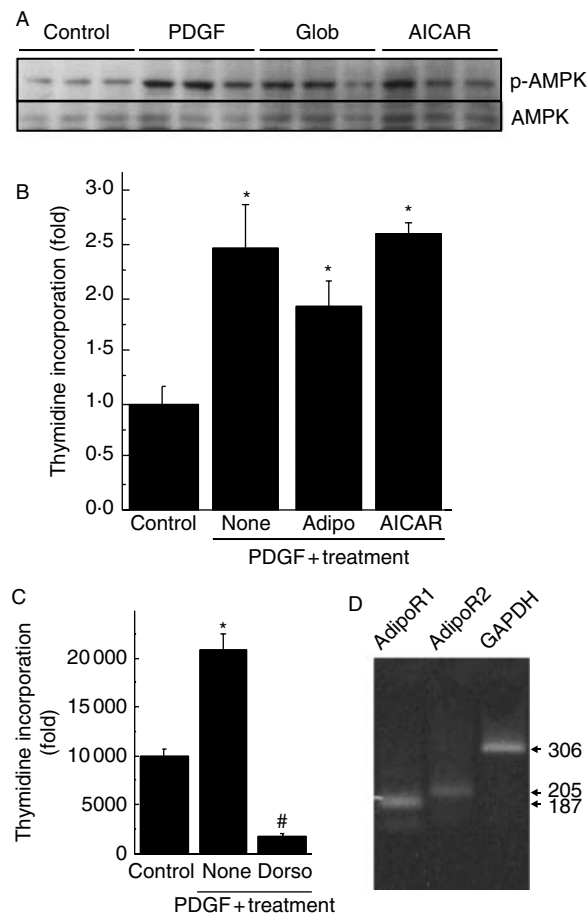 A
Control PDGF Glob AICAR
p-AMPK
AMPK
B
Thymidine incorporation (fold)
3·0
2·5
2·0
1·5
1·0
0·5
0·0
* * *
Control None Adipo AICAR
PDGF+treatment
C
Thymidine incorporation
(fold)
20 000
15 000
10 000
5000
0
*
#
Control None Dorso
PDGF+treatment
D
AdipoR1 AdipoR2 GAPDH
306
205
187